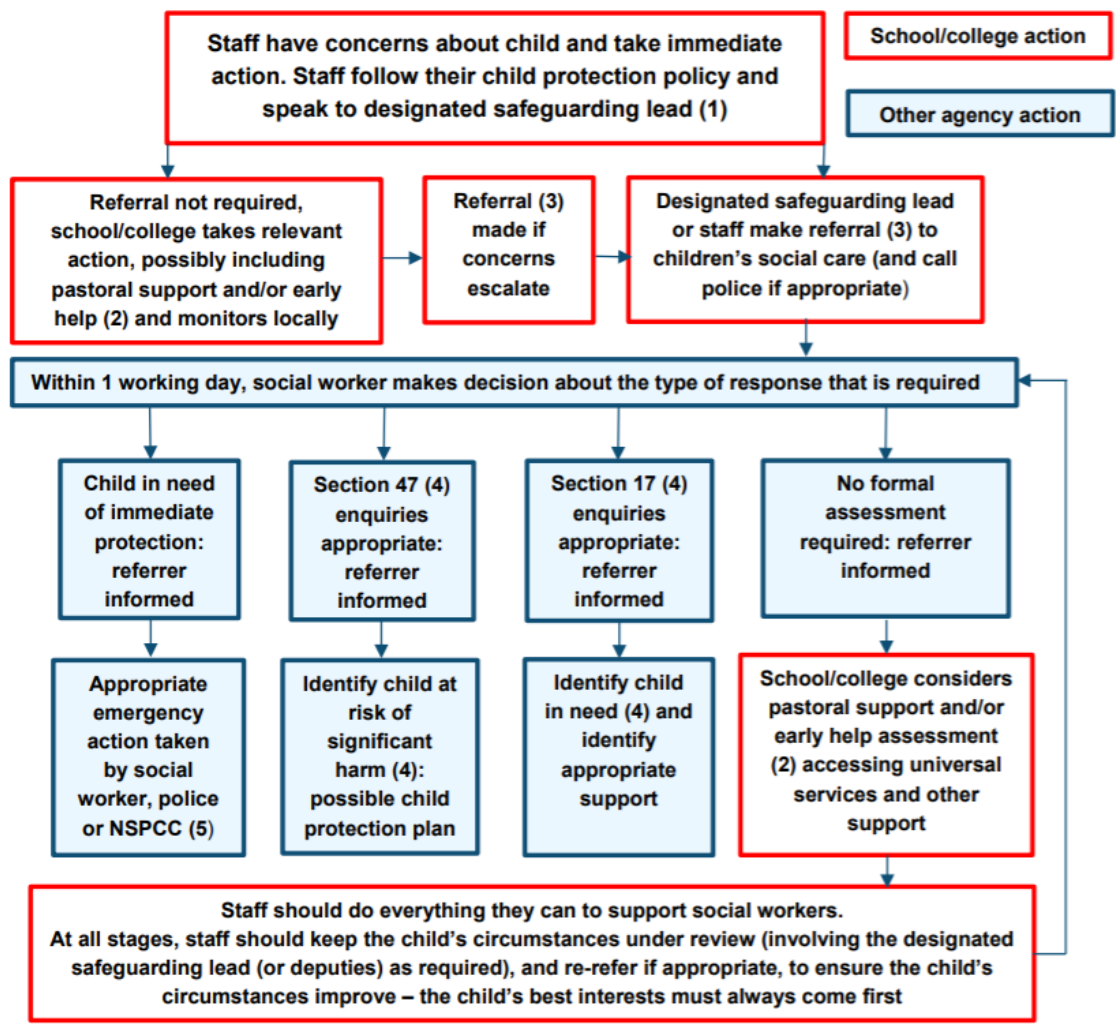 Staff have concerns about child and take immediate
action. Staff follow their child protection policy and
speak to designated safeguarding lead (1)
School/college action
Other agency action
Referral not required,
school/college takes relevant
action, possibly including
pastoral support and/or early
help (2) and monitors locally
Referral (3)
made if
concerns
escalate
Designated safeguarding lead
or staff make referral (3) to
children’s social care (and call
police if appropriate)
Within 1 working day, social worker makes decision about the type of response that is required
Child in need
of immediate
protection:
referrer
informed
Section 47 (4)
enquiries
appropriate:
referrer
informed
Section 17 (4)
enquiries
appropriate:
referrer
informed
No formal
assessment
required: referrer
informed
Appropriate
emergency
action taken
by social
worker, police
or NSPCC (5)
Identify child at
risk of
significant
harm (4):
possible child
protection plan
Identify child
in need (4) and
identify
appropriate
support
School/college considers
pastoral support and/or
early help assessment
(2) accessing universal
services and other
support
Staff should do everything they can to support social workers.
At all stages, staff should keep the child’s circumstances under review (involving the designated
safeguarding lead (or deputies) as required), and re-refer if appropriate, to ensure the child’s
circumstances improve – the child’s best interests must always come first